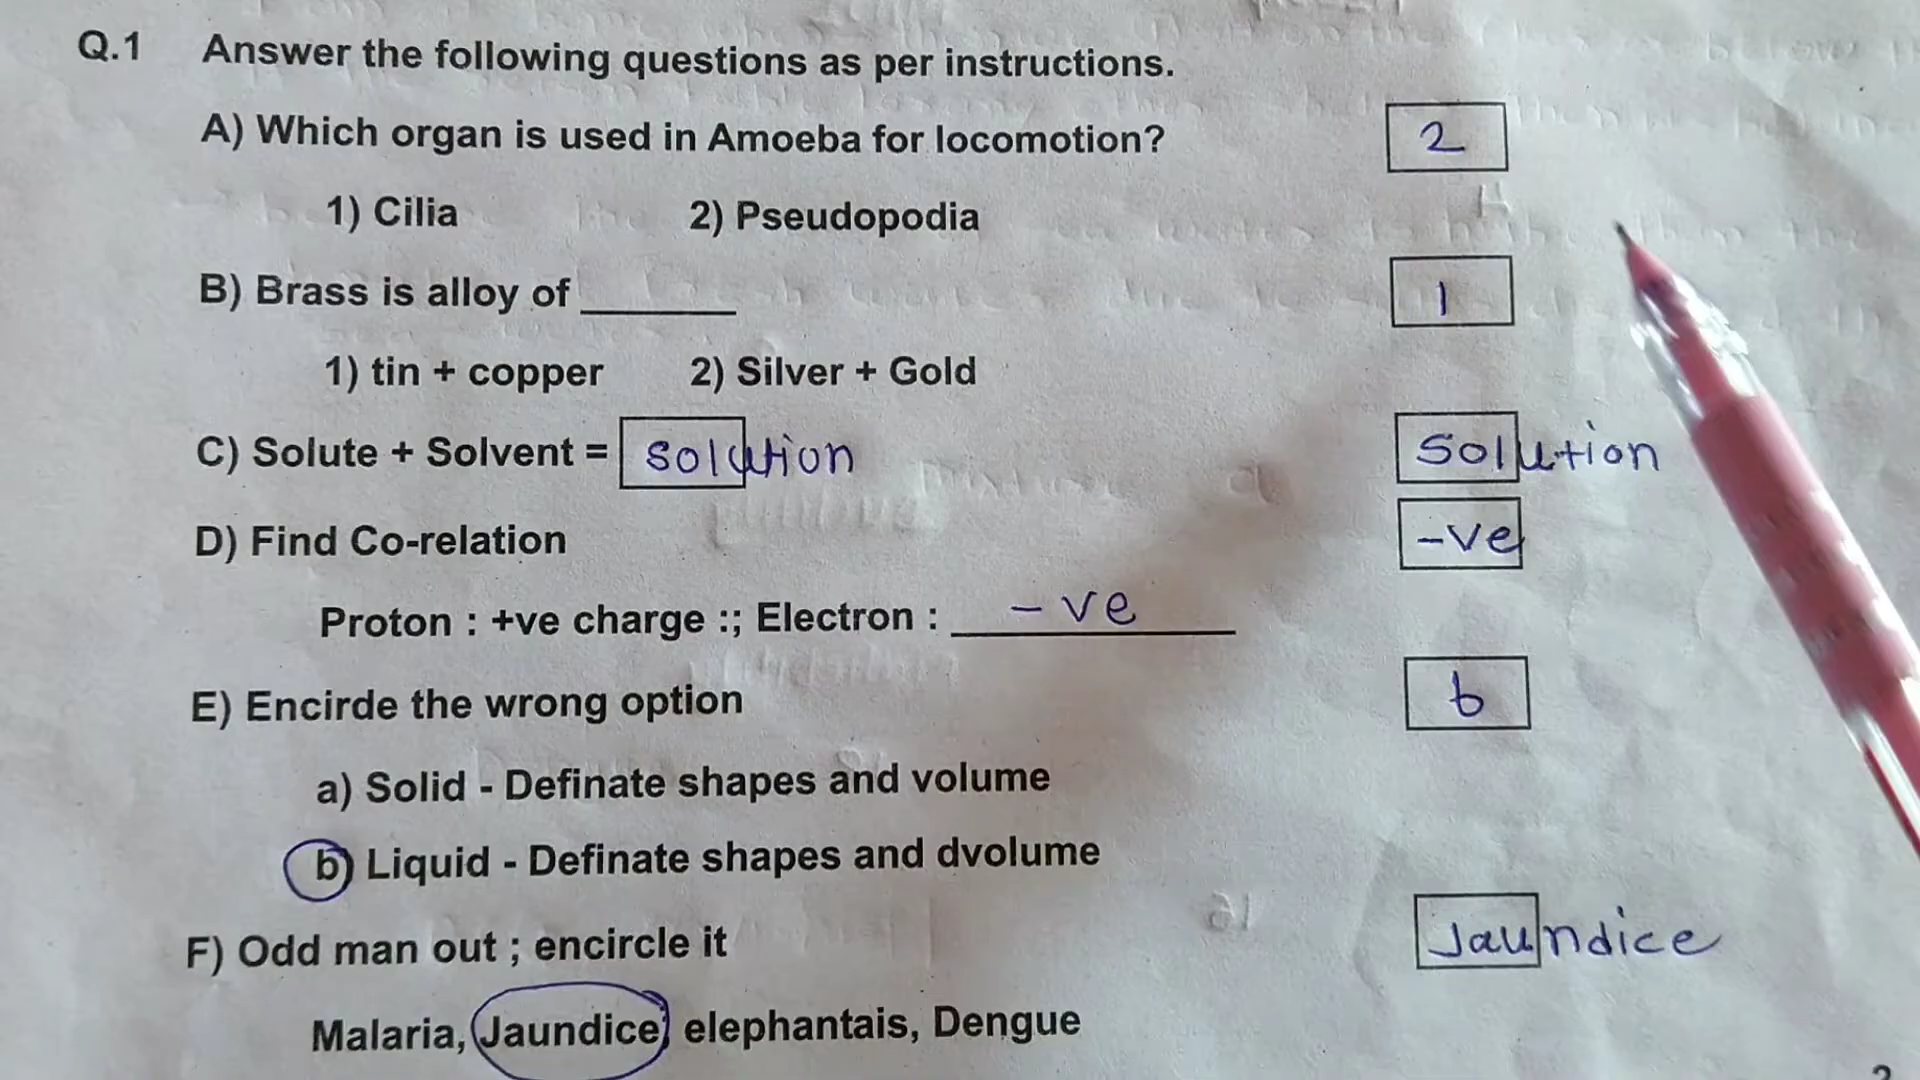 Q.1 Answer the following questions as per instructions.
A) Which organ is used in Amoeba for locomotion? 2
1) Cilia 2) Pseudopodia
B) Brass is alloy of ______ 1
1) tin + copper 2) Silver + Gold
C) Solute + Solvent = solution solution
D) Find Co-relation -ve
Proton : +ve charge :; Electron : - ve
E) Encirde the wrong option b
a) Solid - Definate shapes and volume
b) Liquid - Definate shapes and dvolume
F) Odd man out ; encircle it Jaundice
Malaria, Jaundice, elephantais, Dengue